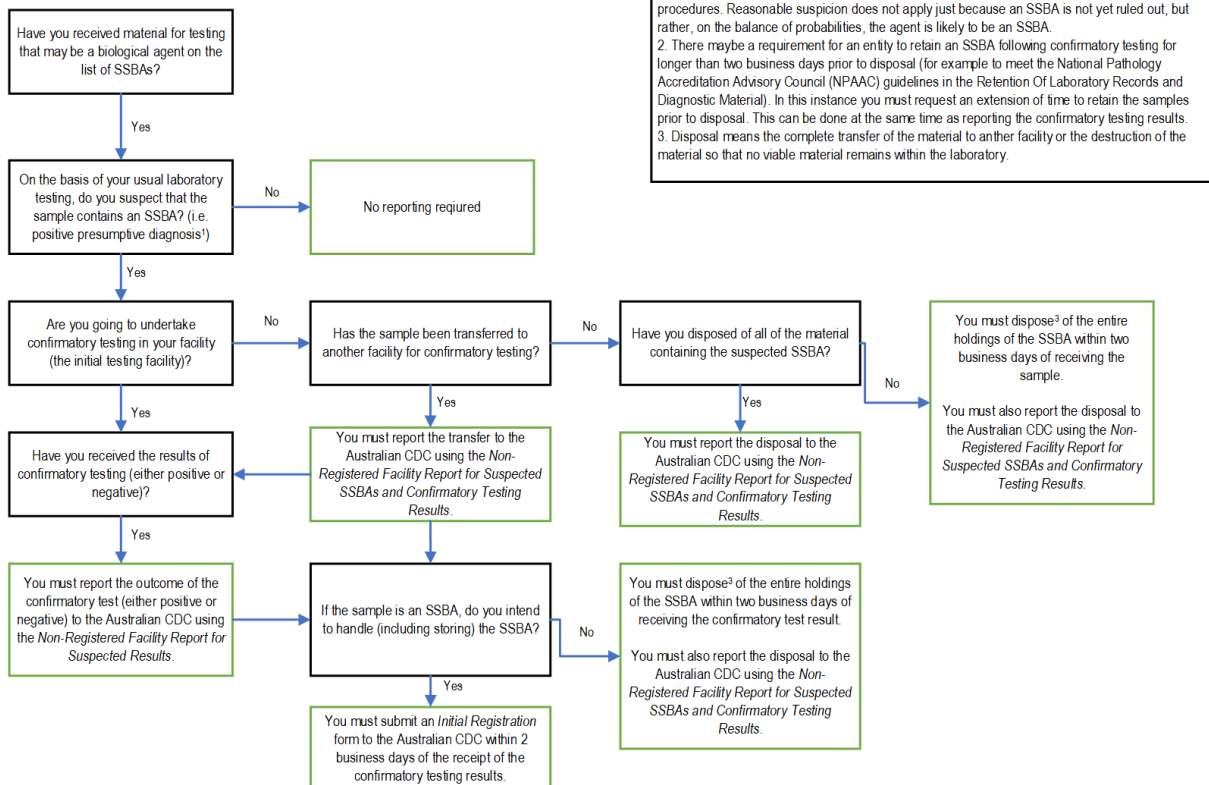 procedures. Reasonable suspicion does not apply just because an SSBA is not yet ruled out, but
rather, on the balance of probabilities, the agent is likely to be an SSBA.
2. There maybe a requirement for an entity to retain an SSBA following confirmatory testing for
longer than two business days prior to disposal (for example to meet the National Pathology
Accreditation Advisory Council (NPAAC) guidelines in the Retention Of Laboratory Records and
Diagnostic Material). In this instance you must request an extension of time to retain the samples
prior to disposal. This can be done at the same time as reporting the confirmatory testing results.
3. Disposal means the complete transfer of the material to anther facility or the destruction of the
material so that no viable material remains within the laboratory.
Have you received material for testing
that may be a biological agent on the
list of SSBAs?
Yes
On the basis of your usual laboratory
testing, do you suspect that the
sample contains an SSBA? (i.e.
positive presumptive diagnosis¹)
No
No reporting reqiured
Yes
Are you going to undertake
confirmatory testing in your facility
(the initial testing facility)?
No
Has the sample been transferred to
another facility for confirmatory testing?
No
Have you disposed of all of the material
containing the suspected SSBA?
No
You must dispose³ of the entire
holdings of the SSBA within two
business days of receiving the
sample.
You must also report the disposal to
the Australian CDC using the Non-
Registered Facility Report for
Suspected SSBAs and Confirmatory
Testing Results.
Yes
Yes
Yes
Have you received the results of
confirmatory testing (either positive or
negative)?
You must report the transfer to the
Australian CDC using the Non-
Registered Facility Report for Suspected
SSBAs and Confirmatory Testing
Results.
You must report the disposal to the
Australian CDC using the Non-
Registered Facility Report for Suspected
SSBAs and Confirmatory Testing
Results.
Yes
You must report the outcome of the
confirmatory test (either positive or
negative) to the Australian CDC using
the Non-Registered Facility Report for
Suspected Results.
If the sample is an SSBA, do you intend
to handle (including storing) the SSBA?
No
You must dispose³ of the entire holdings
of the SSBA within two business days of
receiving the confirmatory test result.
You must also report the disposal to the
Australian CDC using the Non-
Registered Facility Report for Suspected
SSBAs and Confirmatory Testing
Results.
Yes
You must submit an Initial Registration
form to the Australian CDC within 2
business days of the receipt of the
confirmatory testing results.